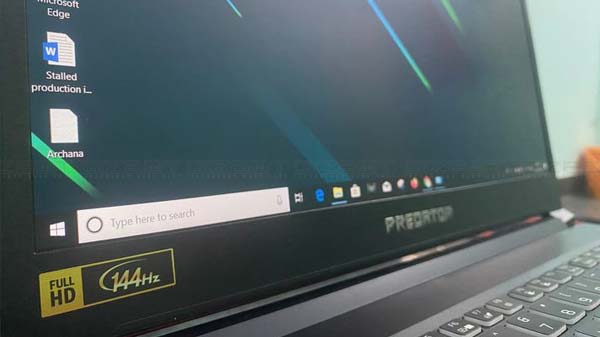 Microsoft
Edge
Stalled
production i...
Archana
Type here to search
PREDATOR
FULL
HD
144Hz